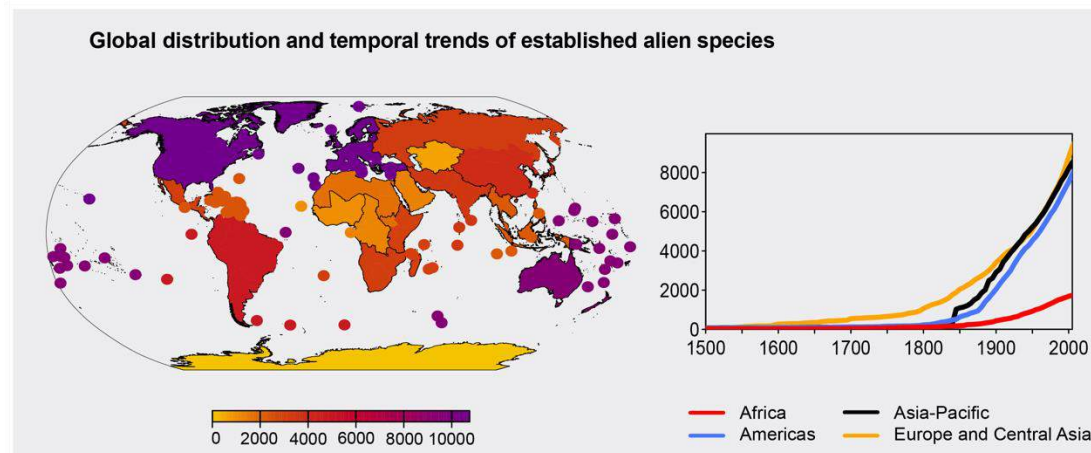 Global distribution and temporal trends of established alien species
0 2000 4000 6000 8000 10000
8000
6000
4000
2000
0
1500 1600 1700 1800 1900 2000
Africa
Americas
Asia-Pacific
Europe and Central Asia